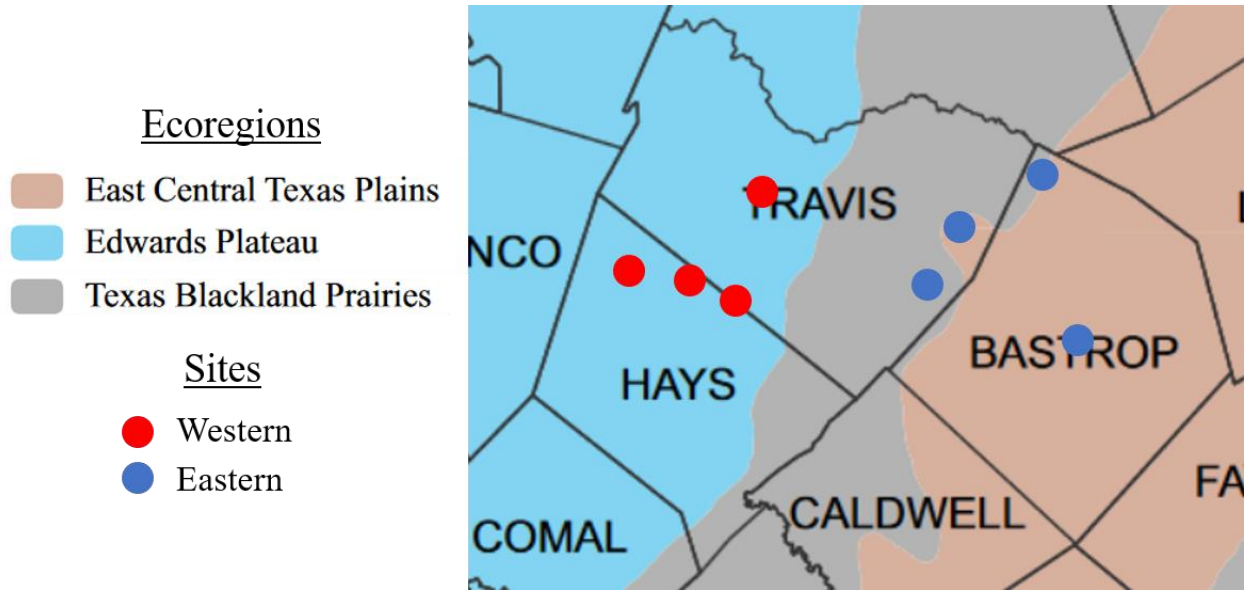 Ecoregions
East Central Texas Plains
Edwards Plateau
Texas Blackland Prairies
Sites
Western
Eastern
TRAVIS
NCO
BASTROP
HAYS
FA
CALDWELL
COMAL